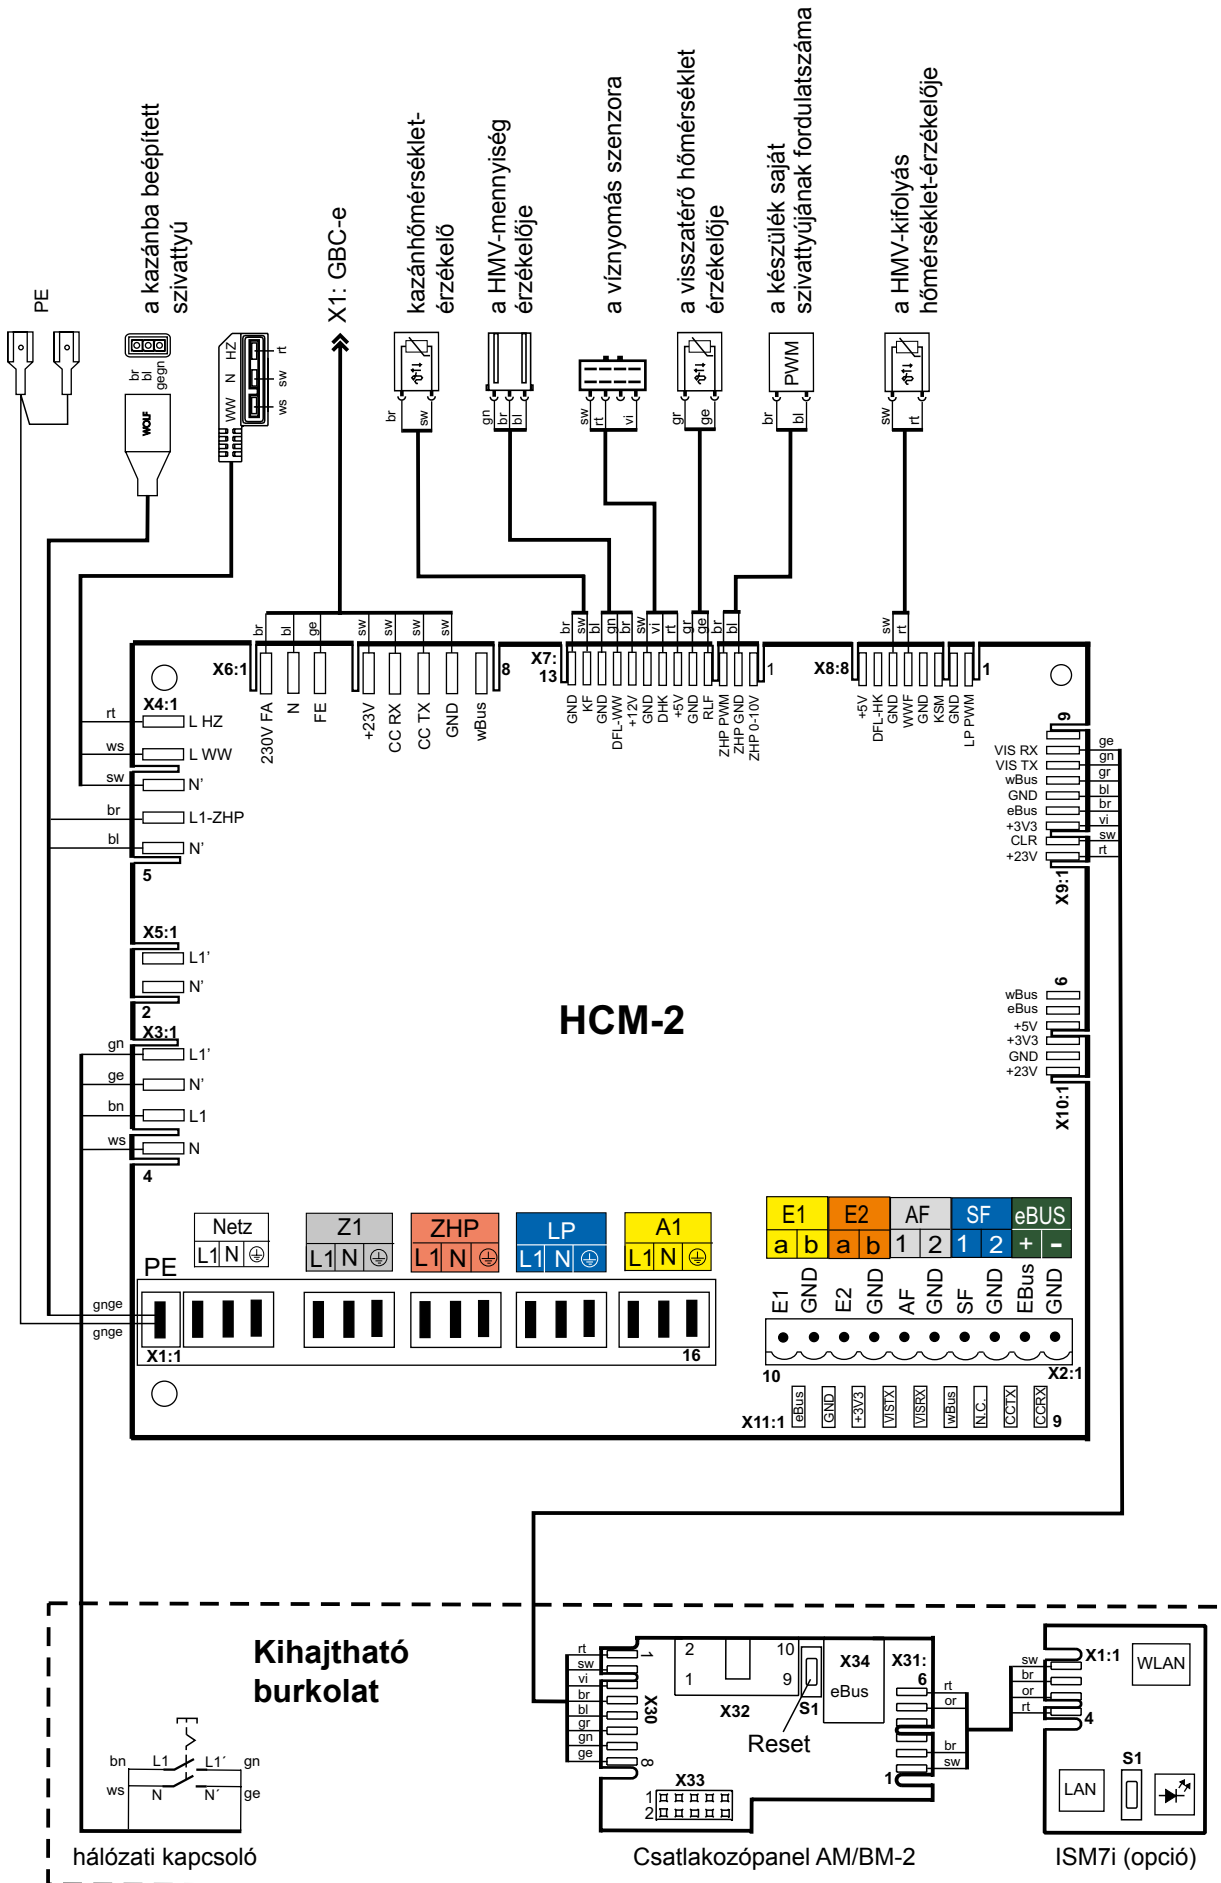 PE
a kazánba beépített
szivattyú
X1: GBC-e
kazánhőmérséklet-
érzékelő
a HMV-mennyiség
érzékelője
a víznyomás szenzora
a visszatérő hőmérséklet
érzékelője
a készülék saját
szivattyújának fordulatszáma
a HMV-kifolyás
hőmérséklet-érzékelője
br
bl
gegn
WOLF
WW N HZ
ws
sw
rt
br
sw
gn
br
bl
sw
rt
vi
gr
ge
PWM
br
bl
sw
rt
br
bl
ge
sw
sw
sw
sw
br
sw
bl
gn
br
sw
vi
rt
gr
ge
br
bl
sw
rt
X6:1
8
X7:
13
1
X8:8
1
230V FA
N
FE
+23V
CC RX
CC TX
GND
wBus
GND
KF
GND
DFL-WW
+12V
GND
DHK
+5V
GND
RLF
ZHP PWM
ZHP GND
ZHP 0-10V
+5V
DFL-HK
GND
WWF
GND
KSM
GND
LP PWM
X4:1
rt L HZ
ws L WW
sw N'
br L1-ZHP
bl N'
5
X5:1
L1'
N'
2
X3:1
gn L1'
ge N'
bn L1
ws N
4
9
VIS RX ge
VIS TX gn
wBus gr
GND bl
eBus br
+3V3 vi
CLR sw
+23V rt
X9:1
6
wBus
eBus
+5V
+3V3
GND
+23V
X10:1
HCM-2
Netz
L1 N
Z1
L1 N
ZHP
L1 N
LP
L1 N
A1
L1 N
PE
gnge
gnge
X1:1
16
E1 E2 AF SF eBUS
a b a b 1 2 1 2 + -
E1
GND
E2
GND
AF
GND
SF
GND
EBus
GND
10
X2:1
X11:1
eBus
GND
+3V3
VISTX
VISRX
wBus
N.C.
CCTX
CCRX
9
Kihajtható
burkolat
bn L1 L1´ gn
ws N N´ ge
hálózati kapcsoló
rt
sw
vi
br
bl
gr
gn
ge
1
X30
8
2 10
1 9
X32
S1
Reset
X34
eBus
X31:
6
rt
or
br
sw
1
X33
1
2
Csatlakozópanel AM/BM-2
sw
br
or
rt
X1:1
4
WLAN
S1
LAN
ISM7i (opció)